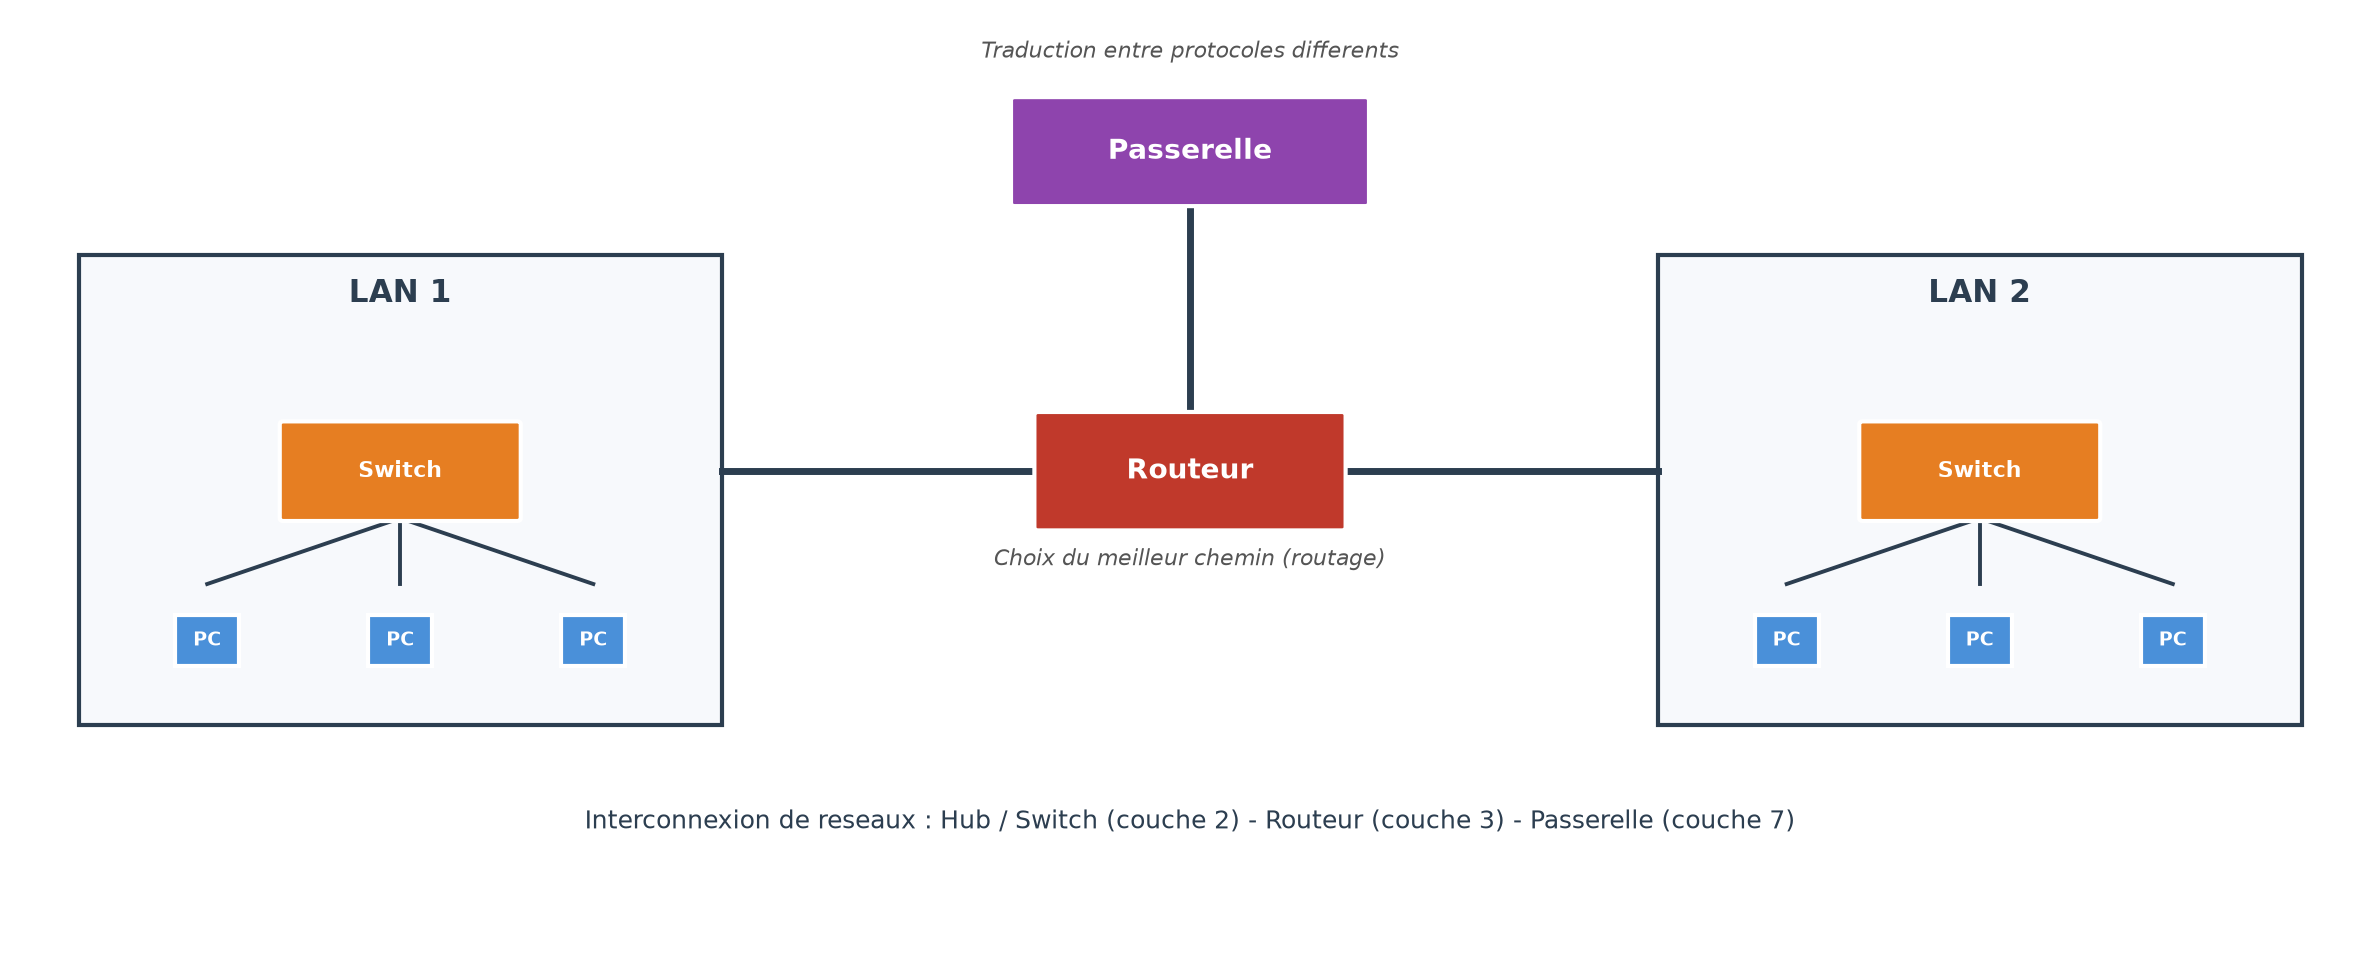 Traduction entre protocoles differents
Passerelle
LAN 1
LAN 2
Switch
Routeur
Switch
Choix du meilleur chemin (routage)
PC
PC
PC
PC
PC
PC
Interconnexion de reseaux : Hub / Switch (couche 2) - Routeur (couche 3) - Passerelle (couche 7)